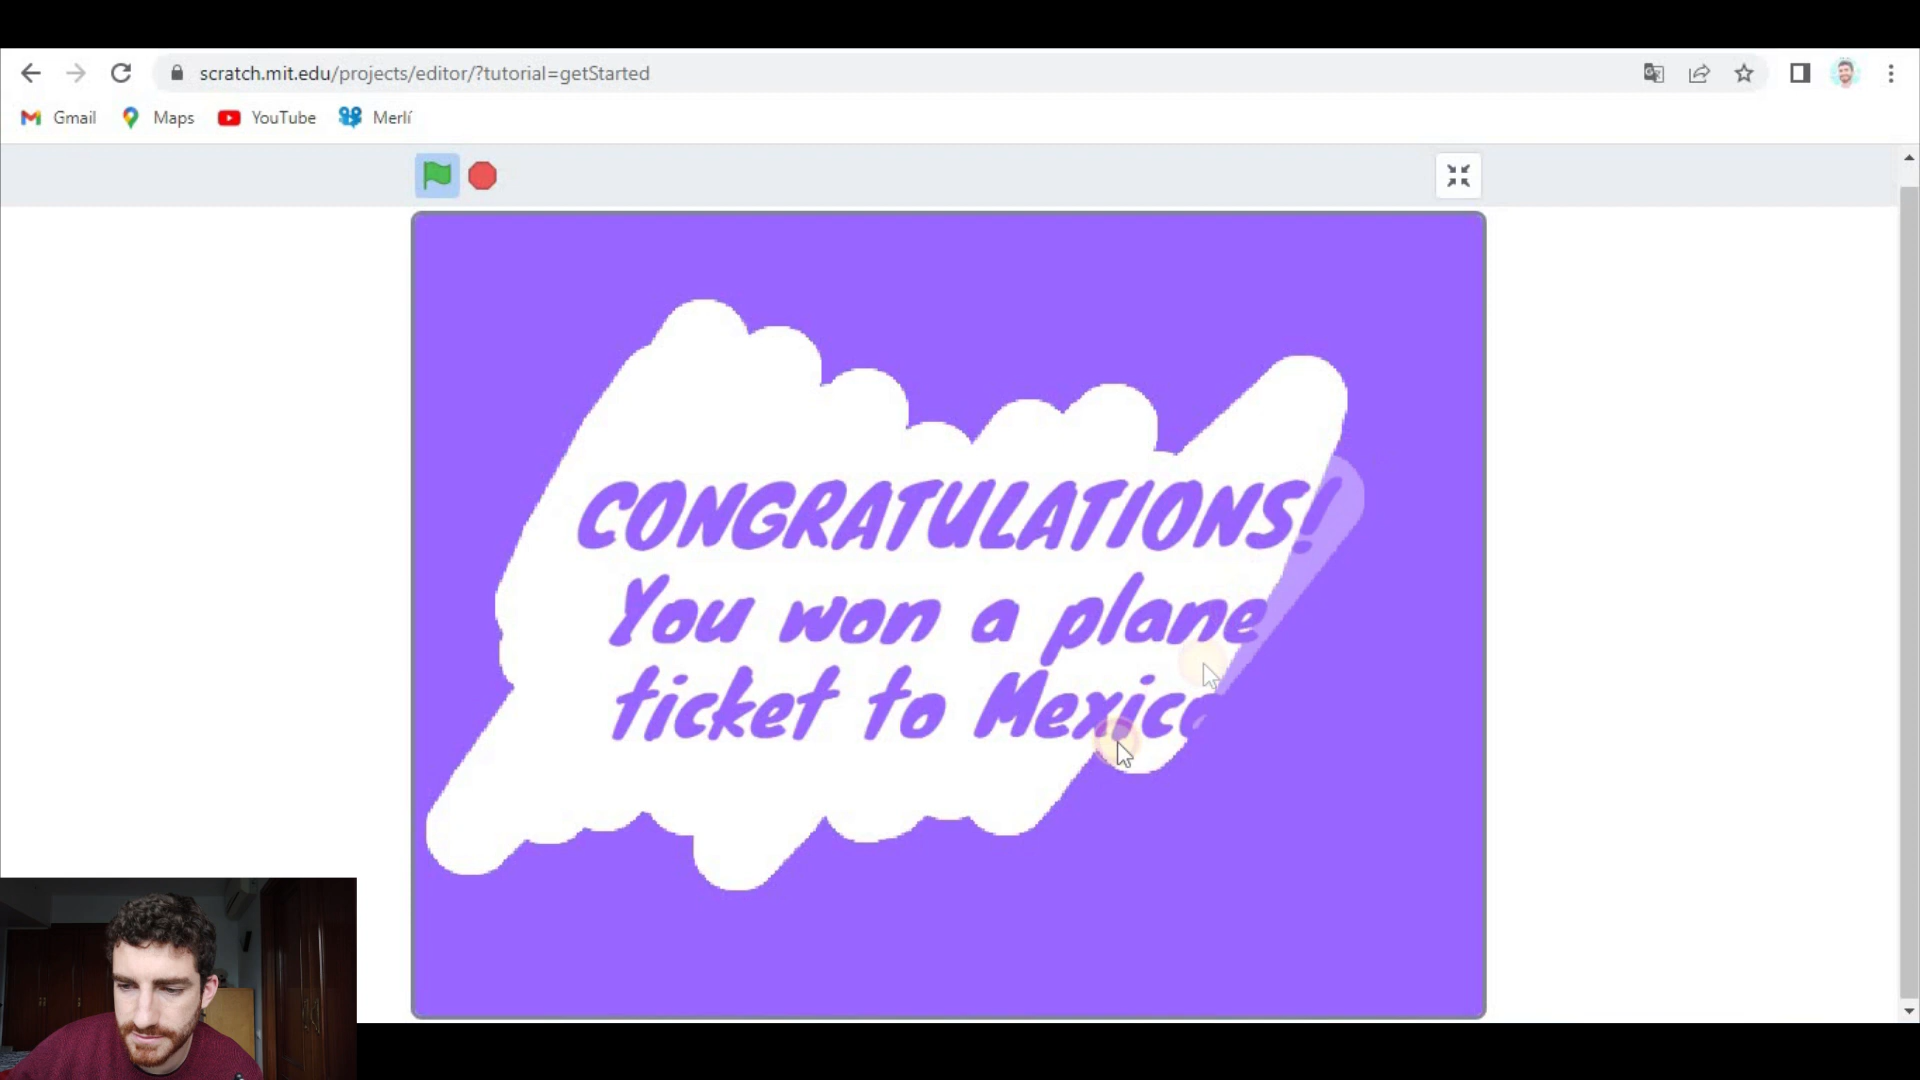 scratch.mit.edu/projects/editor/?tutorial=getStarted
Gmail Maps YouTube Merlí
CONGRATULATIONS!
You won a plane
ticket to Mexico